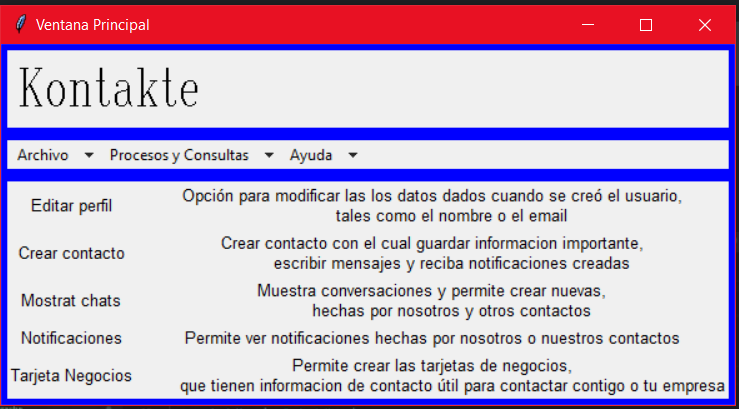 Ventana Principal
Kontakte
Archivo Procesos y Consultas Ayuda
Editar perfil
Opción para modificar las los datos dados cuando se creó el usuario,
tales como el nombre o el email
Crear contacto
Crear contacto con el cual guardar informacion importante,
escribir mensajes y reciba notificaciones creadas
Mostrat chats
Muestra conversaciones y permite crear nuevas,
hechas por nosotros y otros contactos
Notificaciones
Permite ver notificaciones hechas por nosotros o nuestros contactos
Tarjeta Negocios
Permite crear las tarjetas de negocios,
que tienen informacion de contacto útil para contactar contigo o tu empresa